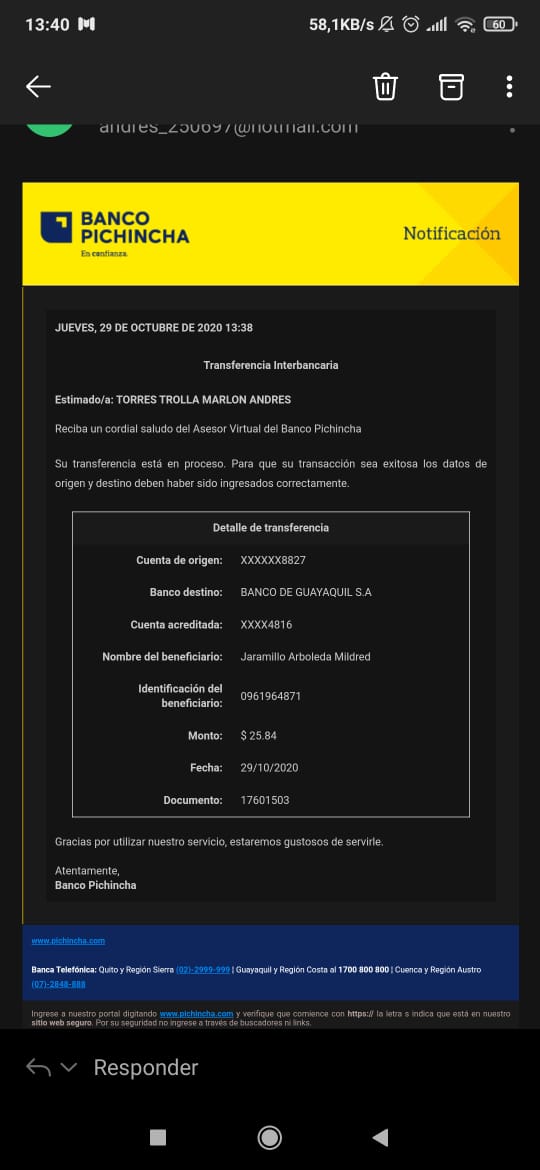 13:40
58,1KB/s
60
andres_250697@hotmail.com
BANCO
PICHINCHA
En confianza.
Notificación
JUEVES, 29 DE OCTUBRE DE 2020 13:38
Transferencia Interbancaria
Estimado/a: TORRES TROLLA MARLON ANDRES
Reciba un cordial saludo del Asesor Virtual del Banco Pichincha
Su transferencia está en proceso. Para que su transacción sea exitosa los datos de
origen y destino deben haber sido ingresados correctamente.
Detalle de transferencia
Cuenta de origen: XXXXXX8827
Banco destino: BANCO DE GUAYAQUIL S.A
Cuenta acreditada: XXXX4816
Nombre del beneficiario: Jaramillo Arboleda Mildred
Identificación del
beneficiario: 0961964871
Monto: $ 25.84
Fecha: 29/10/2020
Documento: 17601503
Gracias por utilizar nuestro servicio, estaremos gustosos de servirle.
Atentamente,
Banco Pichincha
www.pichincha.com
Banca Telefónica: Quito y Región Sierra (02)-2999-999 | Guayaquil y Región Costa al 1700 800 800 | Cuenca y Región Austro
(07)-2848-888
Ingrese a nuestro portal digitando www.pichincha.com y verifique que comience con https:// la letra s indica que está en nuestro
sitio web seguro. Por su seguridad no ingrese a través de buscadores ni links.
Responder